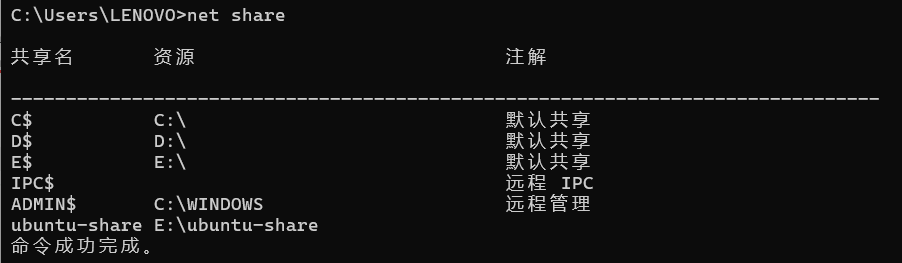 C:\Users\LENOVO>net share
共享名 资源 注解
-------------------------------------------------------------------------------
C$ C:\ 默认共享
D$ D:\ 默认共享
E$ E:\ 默认共享
IPC$ 远程 IPC
ADMIN$ C:\WINDOWS 远程管理
ubuntu-share E:\ubuntu-share
命令成功完成。